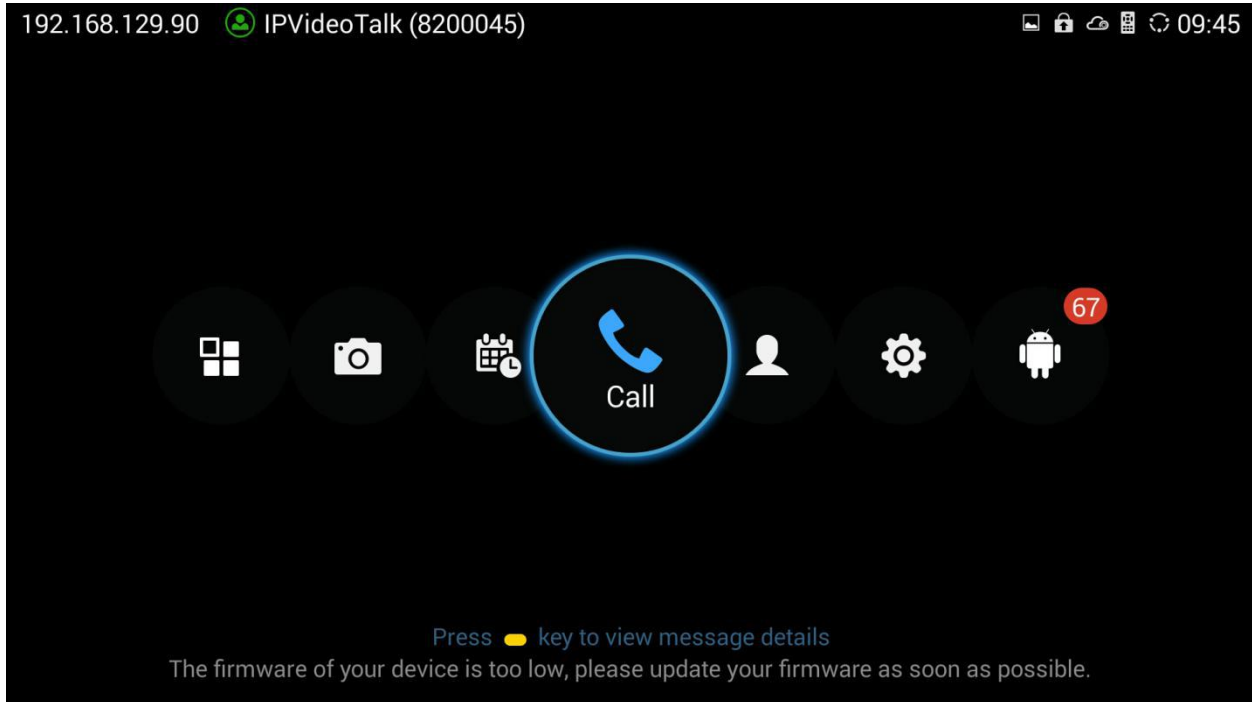 192.168.129.90 IPVideoTalk (8200045) 09:45
67
Call
Press key to view message details
The firmware of your device is too low, please update your firmware as soon as possible.